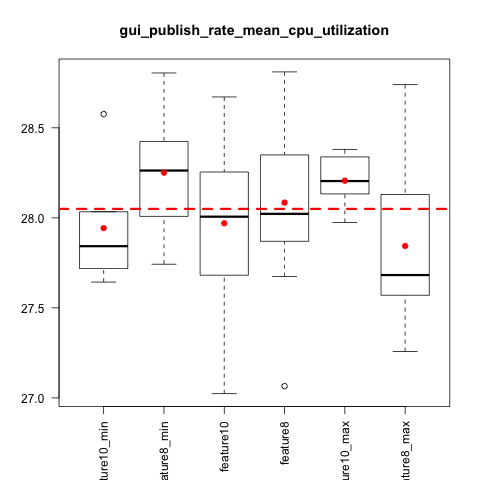 gui_publish_rate_mean_cpu_utilization
28.5
28.0
27.5
27.0
ture10_min
ature8_min
feature10
feature8
ure10_max
ture8_max